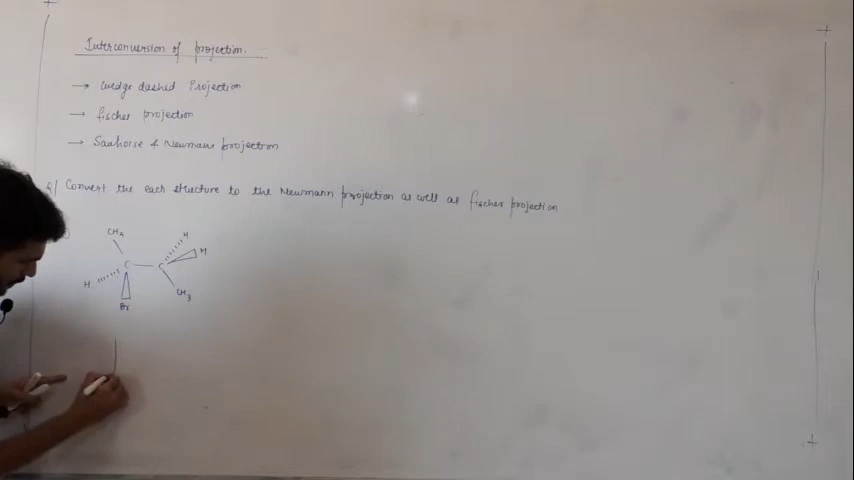 Interconversion of projection.
→ Wedge dashed Projection
→ fischer projection
→ Sawhorse & Newmann projection
Q) Convert the each structure to the Newmann projection as well as fischer projection
CH₃ H
H C C H
Br CH₃